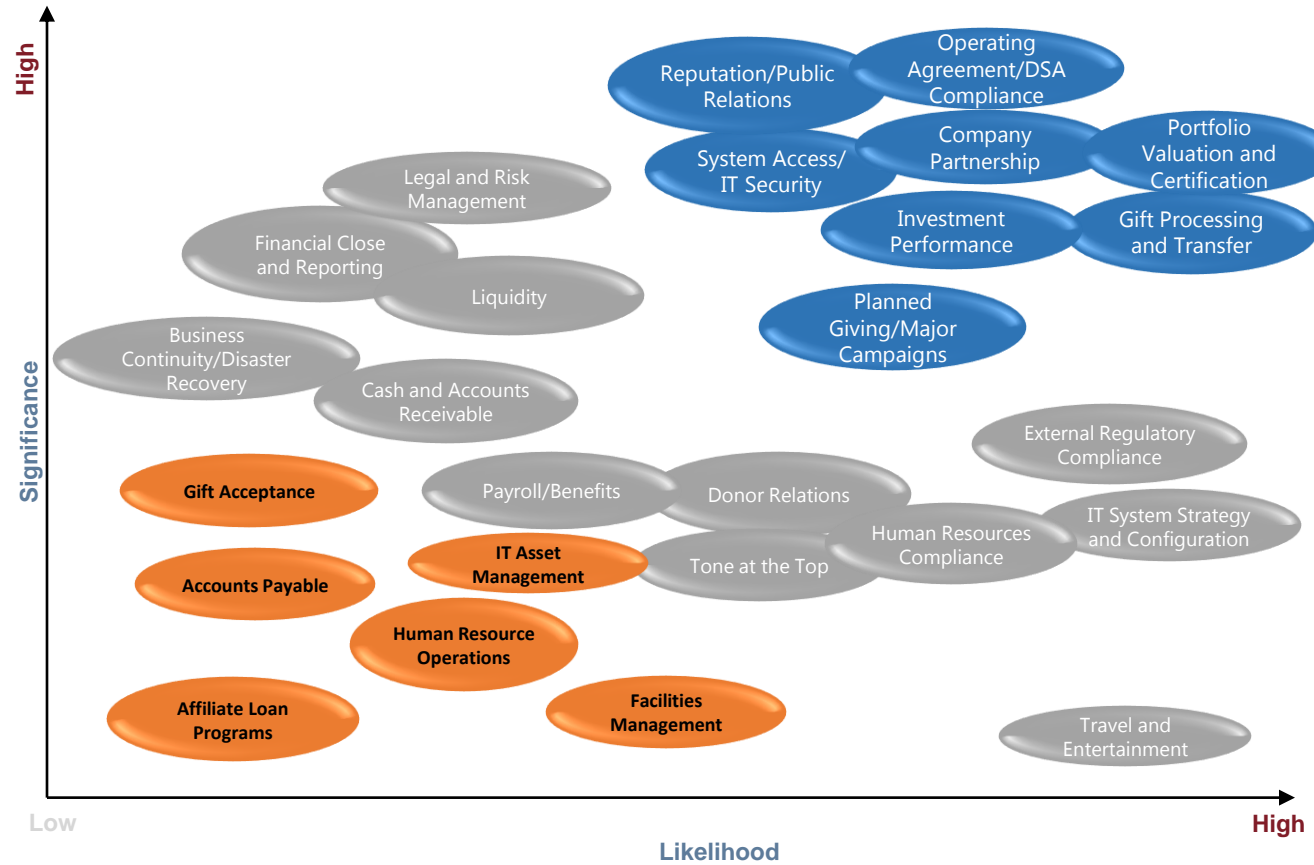 High
Operating
Agreement/DSA
Compliance
Reputation/Public
Relations
Company
Partnership
Portfolio
Valuation and
Certification
System Access/
IT Security
Legal and Risk
Management
Investment
Performance
Gift Processing
and Transfer
Financial Close
and Reporting
Liquidity
Planned
Giving/Major
Campaigns
Business
Continuity/Disaster
Recovery
Cash and Accounts
Receivable
Significance
External Regulatory
Compliance
Gift Acceptance
Payroll/Benefits
Donor Relations
IT System Strategy
and Configuration
Human Resources
Compliance
IT Asset
Management
Tone at the Top
Accounts Payable
Human Resource
Operations
Affiliate Loan
Programs
Facilities
Management
Travel and
Entertainment
Low
High
Likelihood